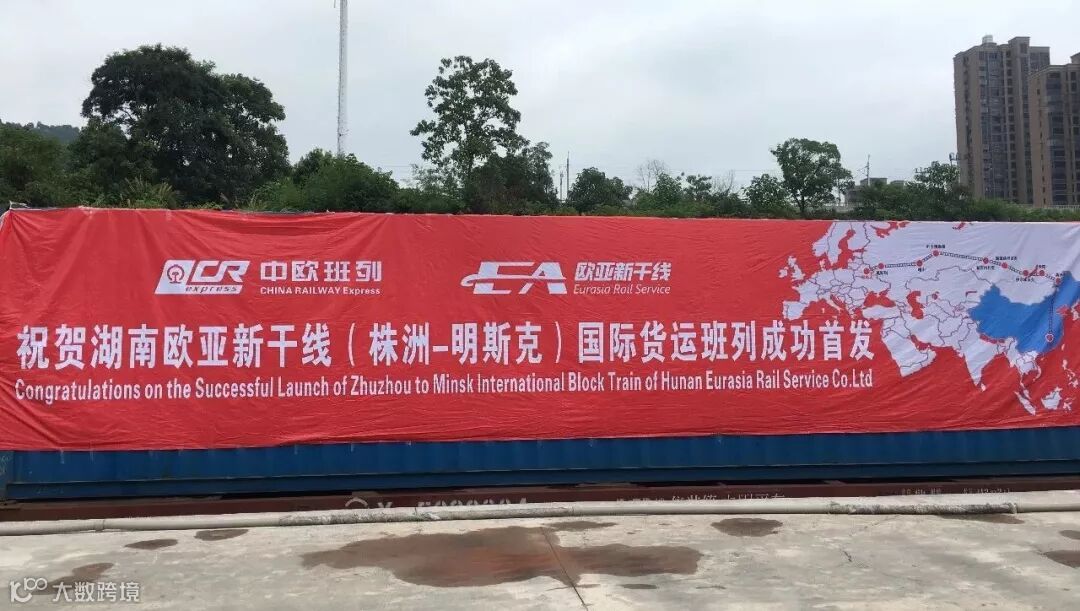 CR express
中欧班列
CHINA RAILWAY Express
EA
欧亚新干线
Eurasia Rail Service
祝贺湖南欧亚新干线（株洲-明斯克）国际货运班列成功首发
Congratulations on the Successful Launch of Zhuzhou to Minsk International Block Train of Hunan Eurasia Rail Service Co.Ltd
大数跨境